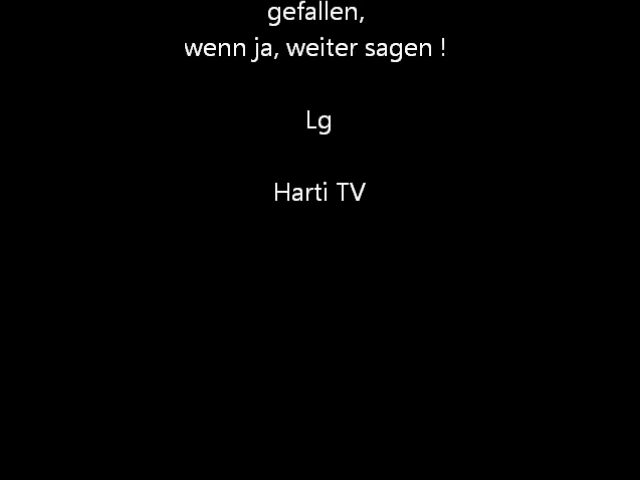 gefallen,
wenn ja, weiter sagen !
Lg
Harti TV